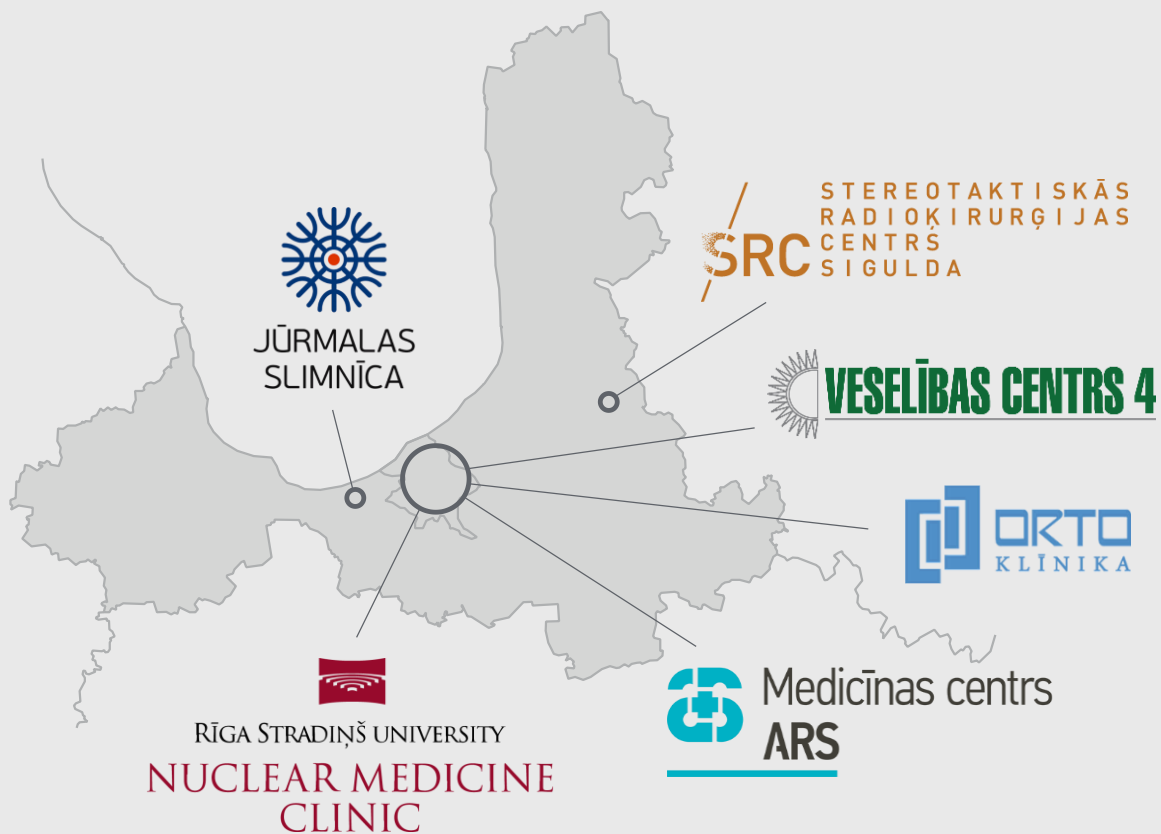 JŪRMALAS
SLIMNĪCA
SRC
STEREOTAKTISKĀS
RADIOĶIRURĢIJAS
CENTRS
SIGULDA
VESELĪBAS CENTRS 4
ORTO
KLĪNIKA
Medicīnas centrs
ARS
RĪGA STRADIŅŠ UNIVERSITY
NUCLEAR MEDICINE
CLINIC